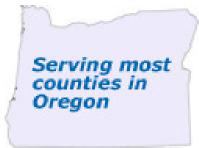 Serving most
counties in
Oregon